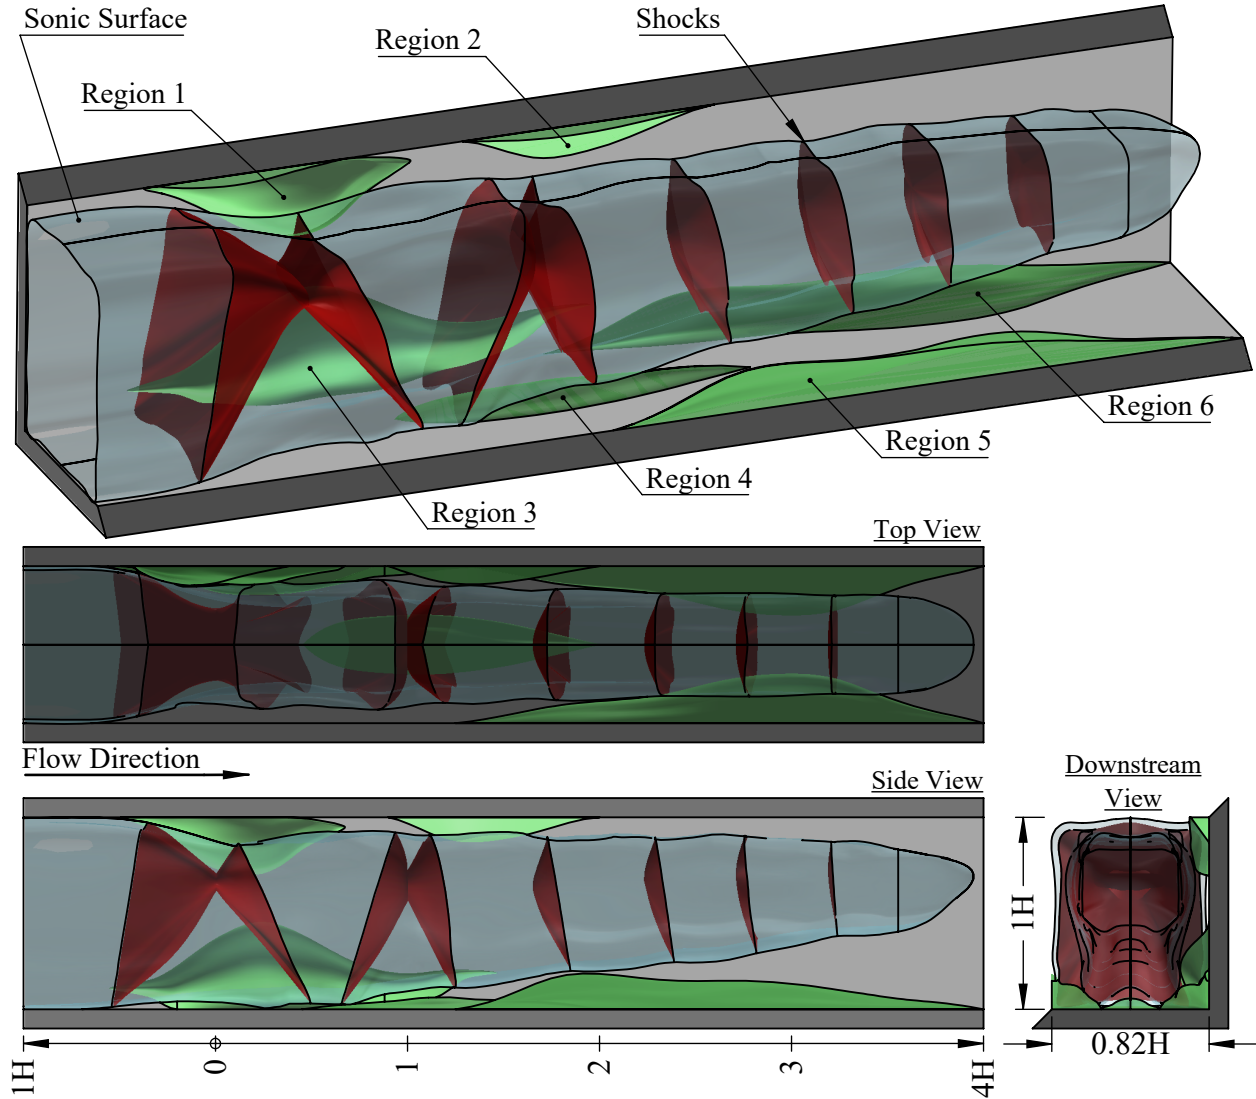 Sonic Surface
Shocks
Region 2
Region 1
Region 6
Region 5
Region 4
Region 3
Top View
Flow Direction
Side View
Downstream
View
1H
0.82H
1H
0
1
2
3
4H